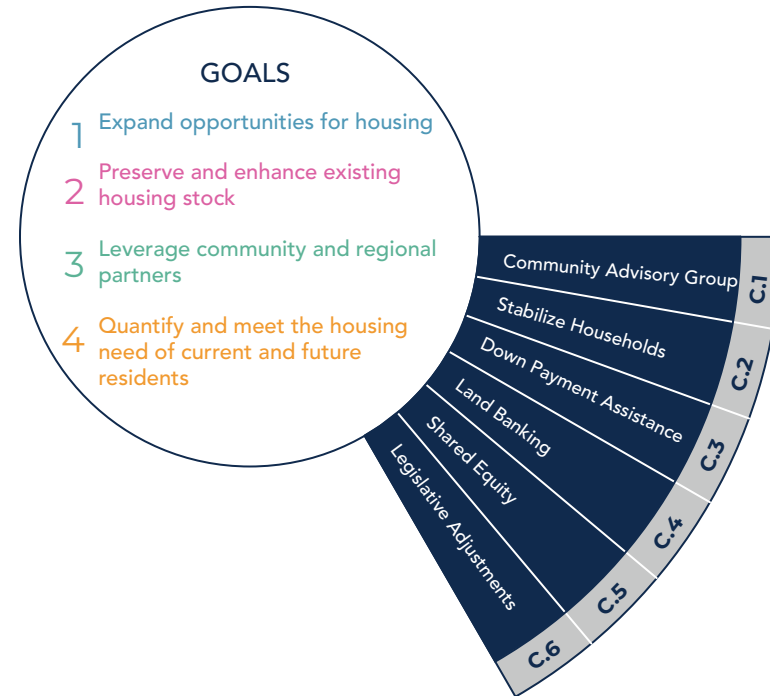 GOALS
1 Expand opportunities for housing
2 Preserve and enhance existing
housing stock
3 Leverage community and regional
partners
4 Quantify and meet the housing
need of current and future
residents
Community Advisory Group C.1
Stabilize Households C.2
Down Payment Assistance C.3
Land Banking C.4
Shared Equity C.5
Legislative Adjustments C.6